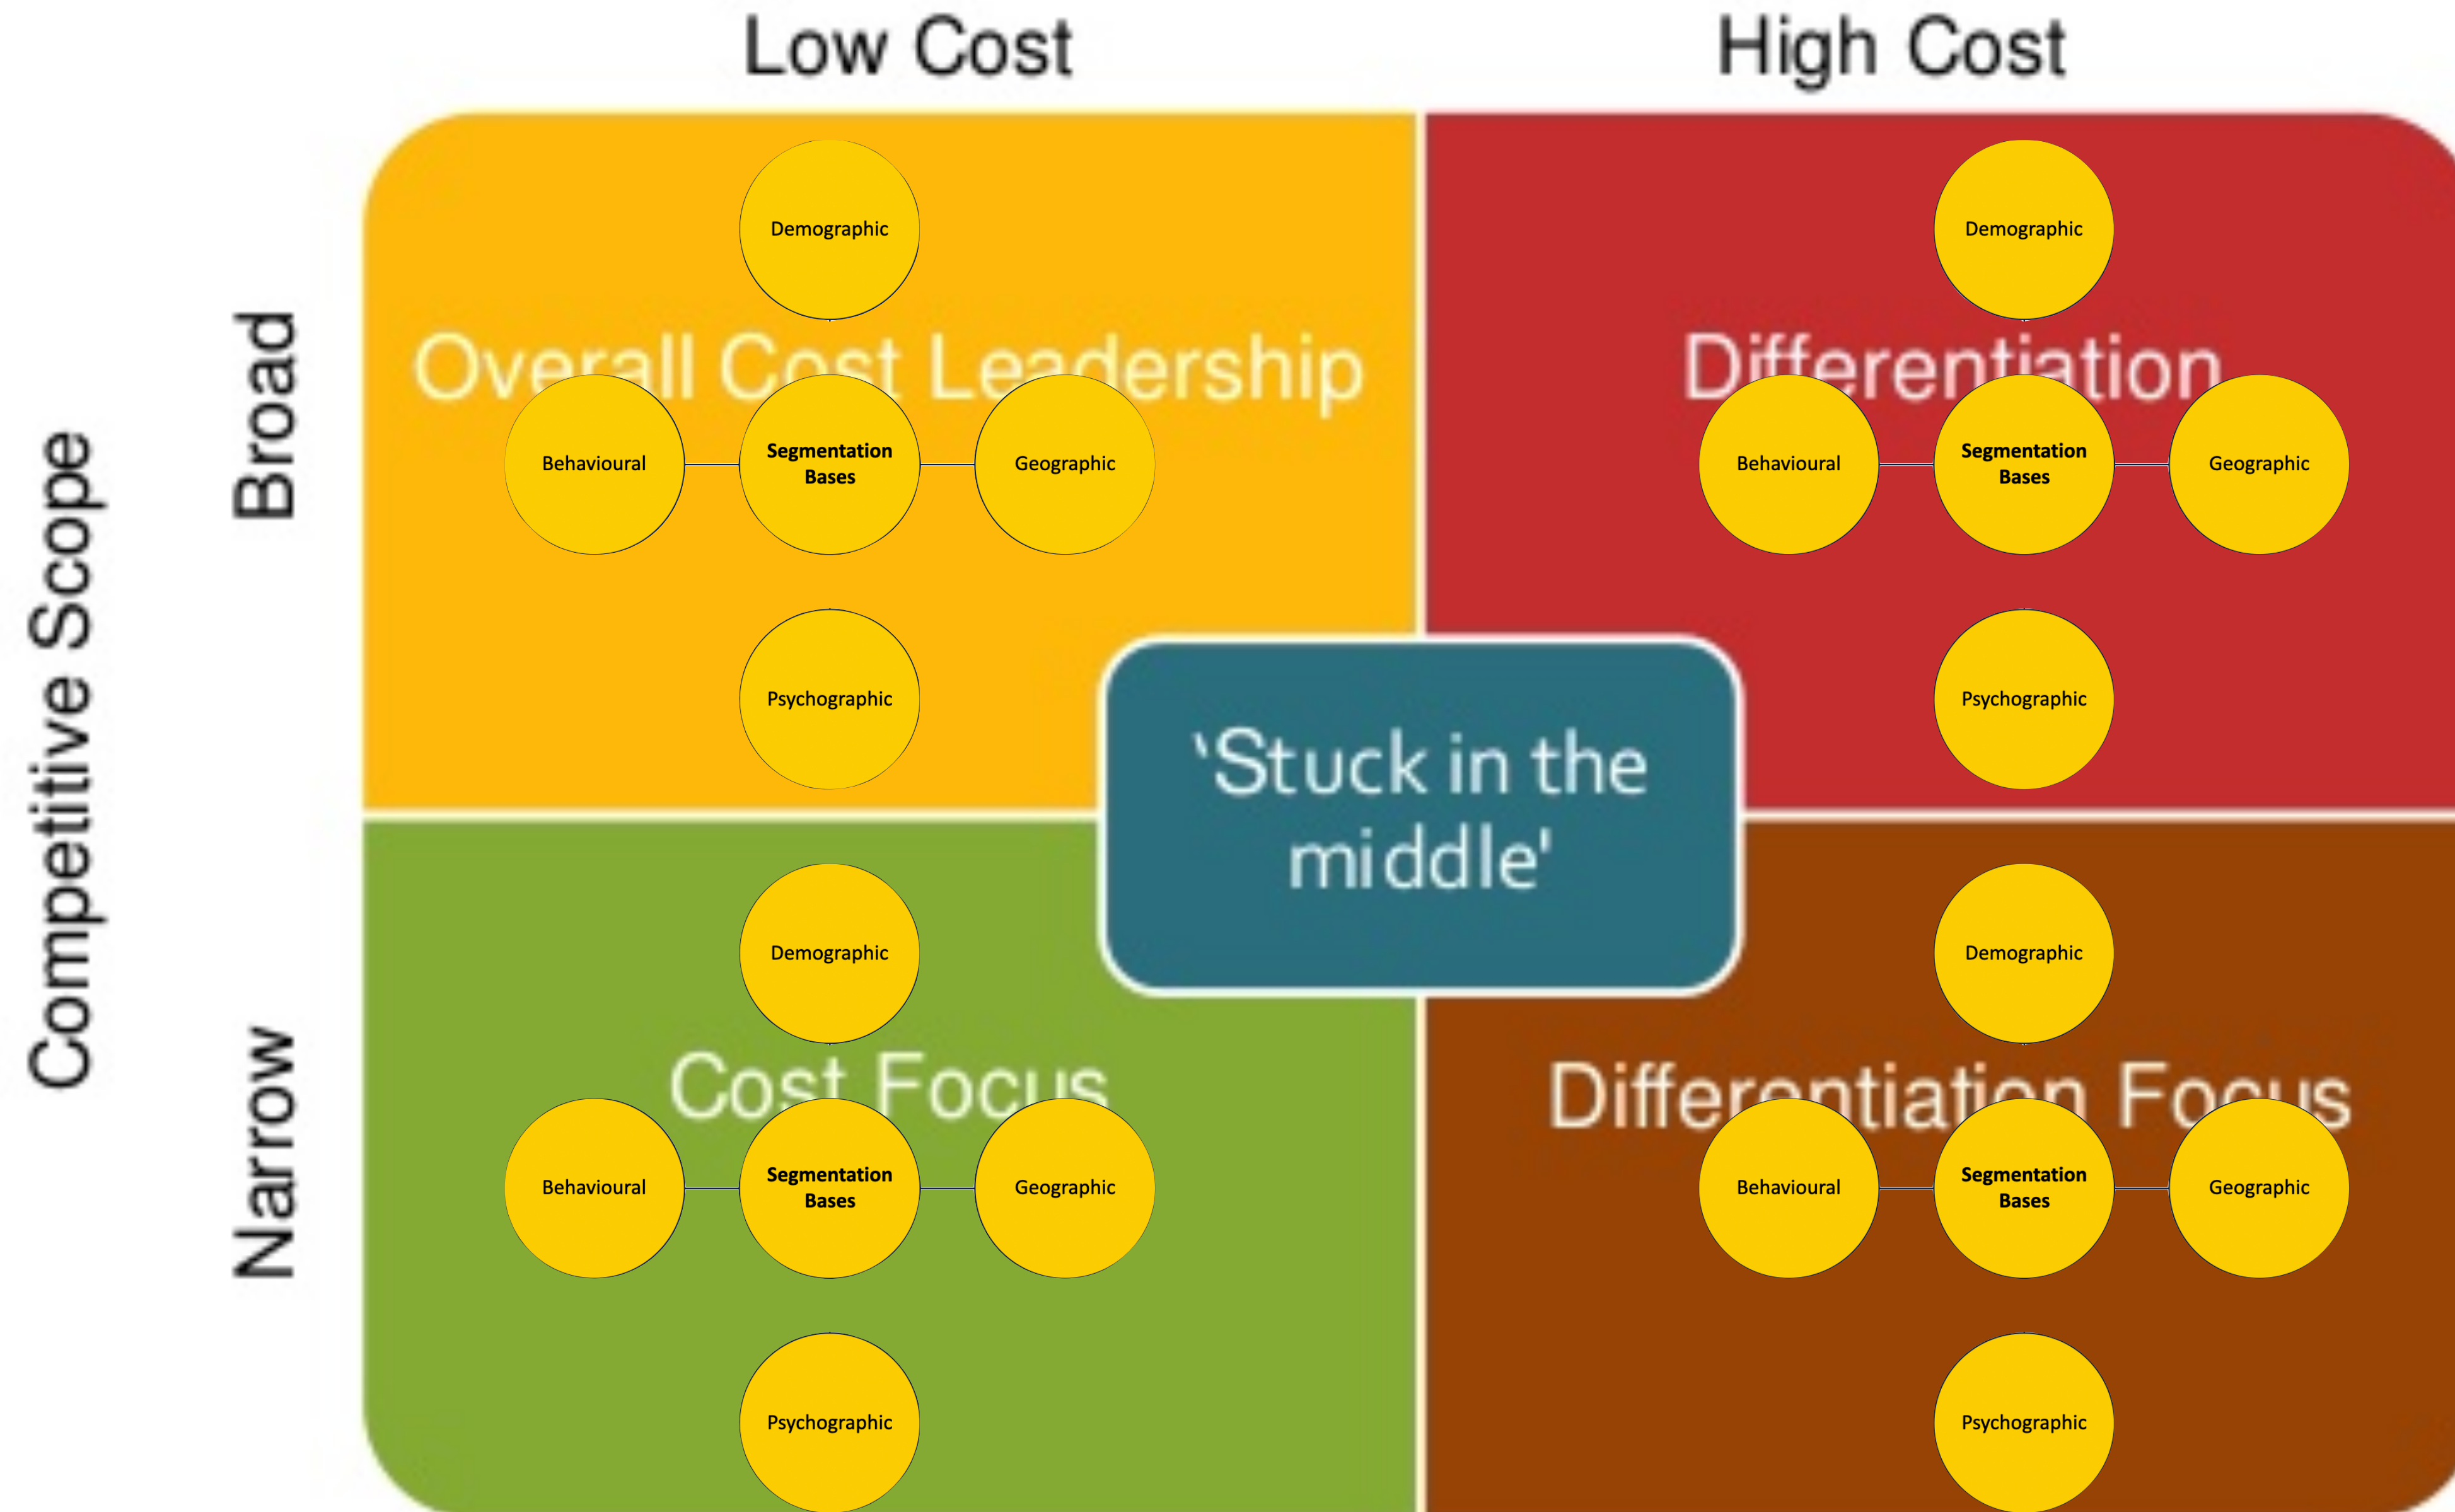 Low Cost
High Cost
Competitive Scope
Broad
Narrow
Overall Cost Leadership
Demographic
Behavioural
Segmentation
Bases
Geographic
Psychographic
Differentiation
Demographic
Behavioural
Segmentation
Bases
Geographic
Psychographic
'Stuck in the
middle'
Cost Focus
Demographic
Behavioural
Segmentation
Bases
Geographic
Psychographic
Differentiation Focus
Demographic
Behavioural
Segmentation
Bases
Geographic
Psychographic